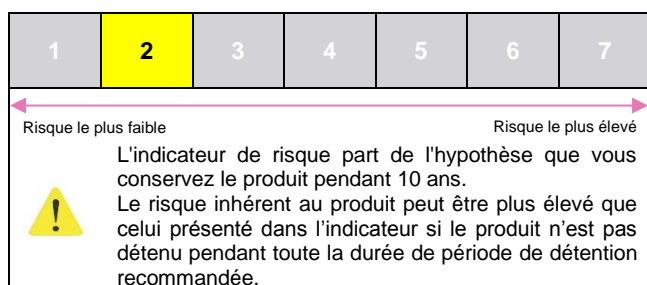 1 2 3 4 5 6 7
Risque le plus faible Risque le plus élevé
L'indicateur de risque part de l'hypothèse que vous
conservez le produit pendant 10 ans.
Le risque inhérent au produit peut être plus élevé que
celui présenté dans l’indicateur si le produit n’est pas
détenu pendant toute la durée de période de détention
recommandée.